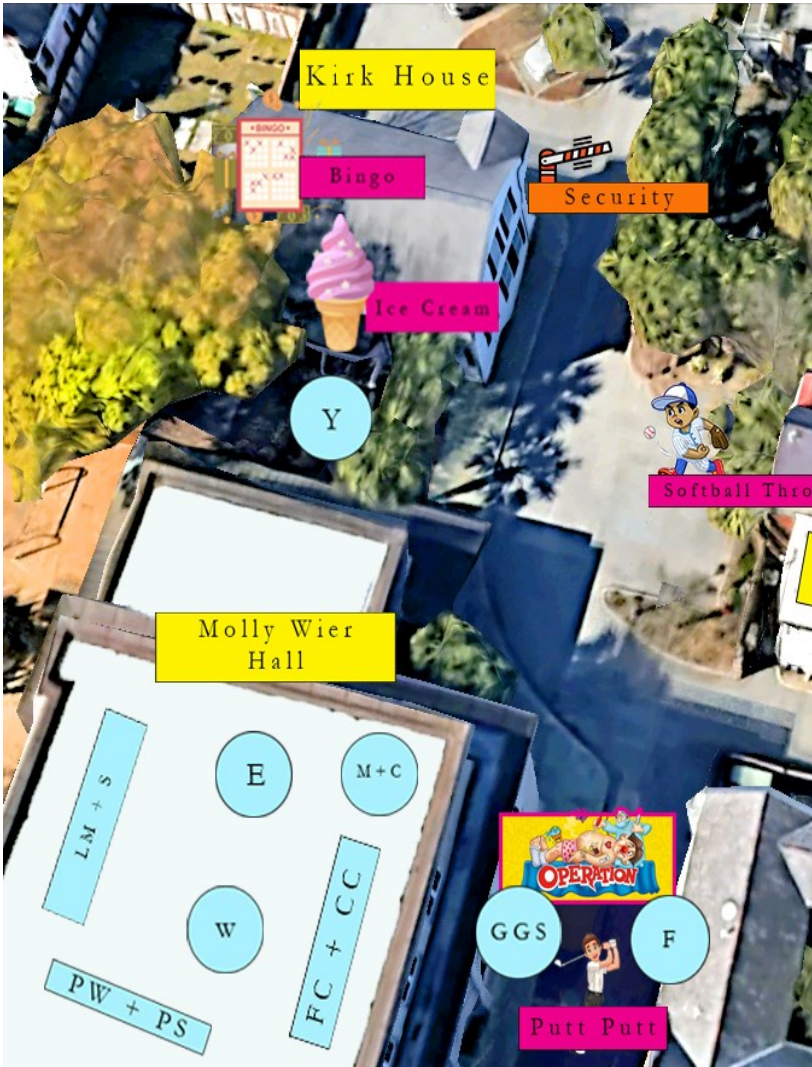 Kirk House
BINGO
Bingo
Security
Ice Cream
Y
Softball Thro
Molly Wier
Hall
E
M+C
LM + S
OPERATION
W
FC + CC
GGS
F
PW + PS
Putt Putt